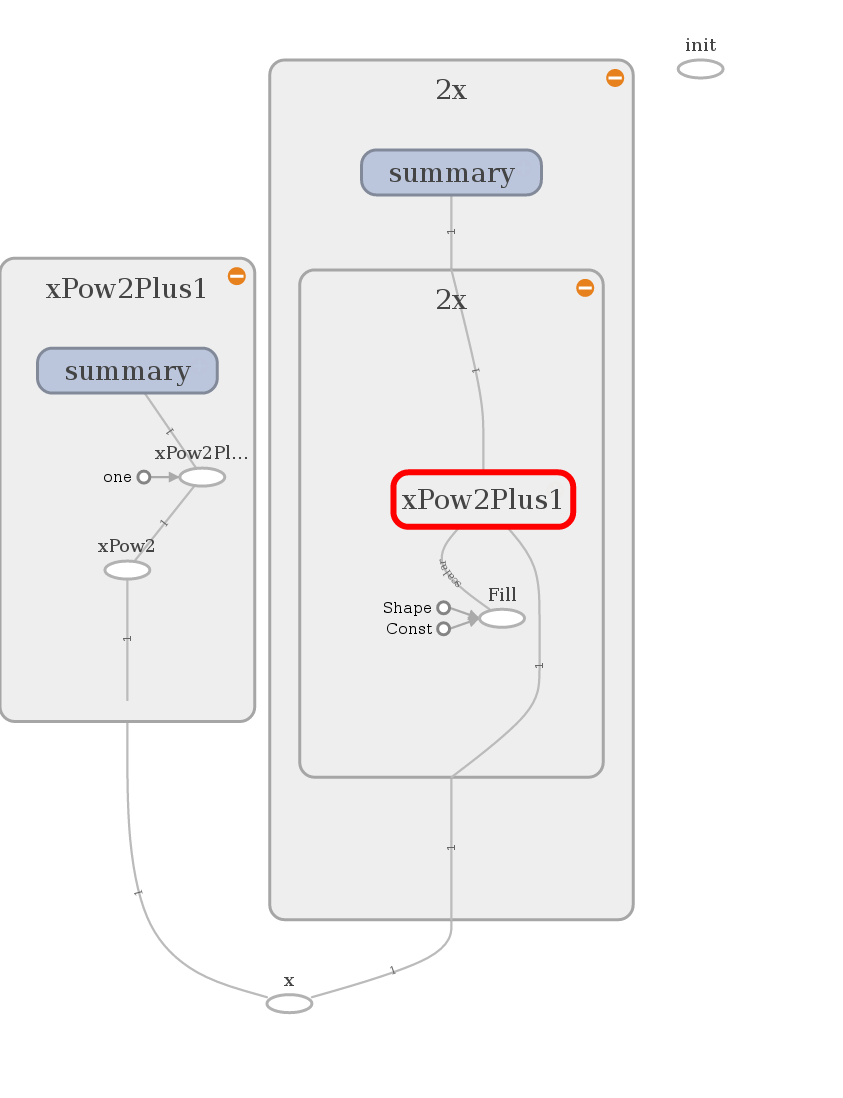 init
2x
summary
1
2x
1
xPow2Plus1
scalar
Fill
Shape
Const
1
1
xPow2Plus1
summary
1
xPow2Pl...
one
1
xPow2
1
1
1
x